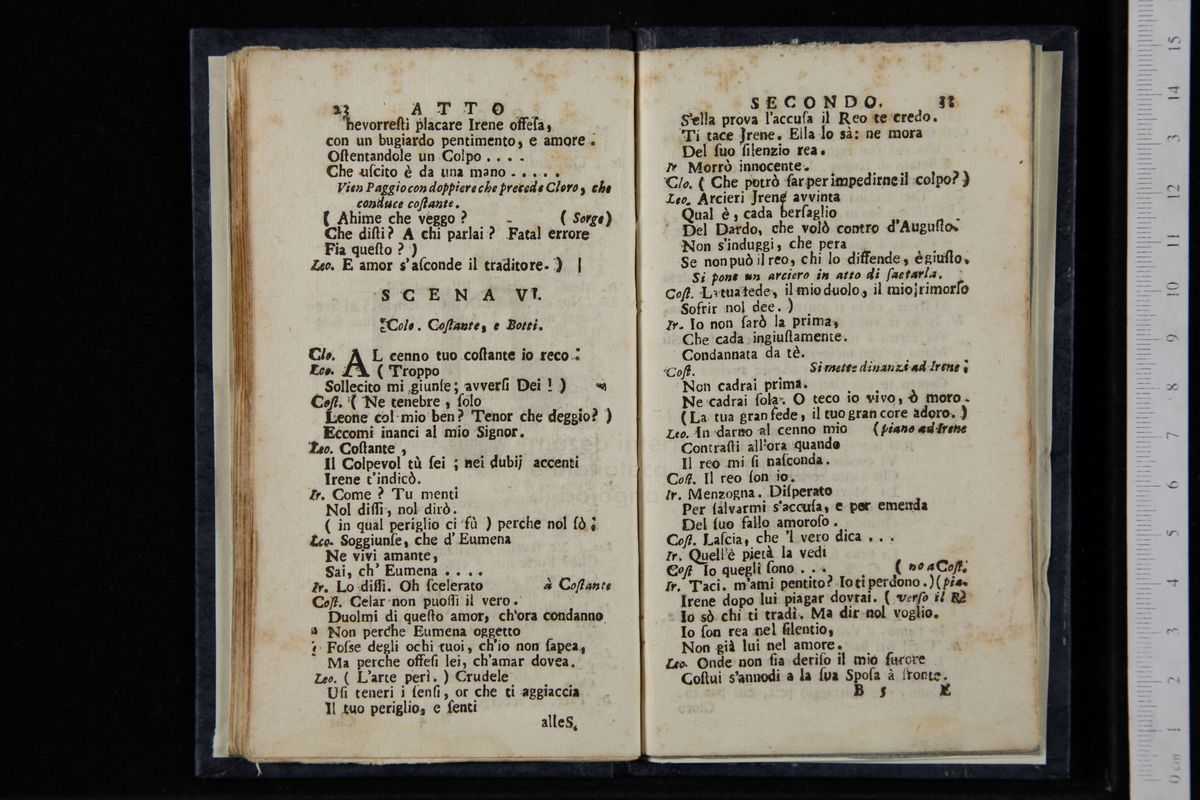 23 ATTO
hevorresti placare Irene offesa,
con un bugiardo pentimento, e amore.
Ostentandole un Colpo . . . .
Che uscito è da una mano . . . . .
Vien Paggio con doppiere che precede Cloro, che
conduce costante.
( Ahime che veggo ? - ( Sorge)
Che disti? A chi parlai ? Fatal errore
Fia questo ? )
Leo. E amor s'asconde il traditore. ) |
SCENA VI.
Colo. Costante, e Botti.
Clo. AL cenno tuo costante io reco :
Leo. ( Troppo
Sollecito mi giunse; avversi Dei ! )
Cost. ( Ne tenebre, solo
Leone col mio ben? Tenor che deggio? )
Eccomi inanci al mio Signor.
Leo. Costante ,
Il Colpevol tù sei ; nei dubij accenti
Irene t'indicò.
Ir. Come ? Tu menti
Nol dissi, nol dirò.
( in qual periglio ci fù ) perche nol sò ;
Leo. Soggiunse, che d'Eumena
Ne vivi amante,
Sai, ch' Eumena . . . .
Ir. Lo dissi. Oh scelerato à Costante
Cost. Celar non puossi il vero.
Duolmi di questo amor, ch'ora condanno
Non perche Eumena oggetto
Fosse degli ochi tuoi, ch'io non sapea,
Ma perche offesi lei, ch'amar dovea.
Leo. ( L'arte perì. ) Crudele
Usi teneri i sensi, or che ti aggiaccia
Il tuo periglio, e senti
alleS.
SECONDO. 33
S'ella prova l'accusa il Reo te credo.
Ti tace Irene. Ella lo sà: ne mora
Del suo silenzio rea.
Ir Morrò innocente.
Clo. ( Che potrò far per impedirne il colpo? )
Leo. Arcieri Irene avvinta
Qual è, cada bersaglio
Del Dardo, che volò contro d'Augusto.
Non s'induggi, che pera
Se non può il reo, chi lo diffende, è giusto.
Si pone un arciero in atto di saetarla.
Cost. La tua fede, il mio duolo, il mio rimorso
Sofrir nol dee. )
Ir. Io non sarò la prima,
Che cada ingiustamente.
Condannata da tè.
Cost. Si mette dinanzi ad Irene ;
Non cadrai prima.
Ne cadrai sola. O teco io vivo, ò moro.
( La tua gran fede, il tuo gran core adoro. )
Leo. In darno al cenno mio (piano ad Irene
Contrasti all'ora quando
Il reo mi si nasconda.
Cost. Il reo son io.
Ir. Menzogna. Disperato
Per salvarmi s'accusa, e per emenda
Del suo fallo amoroso.
Cost. Lascia, che 'l vero dica . . .
Ir. Quell'è pietà la vedi
Cost Io quegli sono . . . ( no a Cost.
Ir. Taci. m'ami pentito? Io ti perdono. ) (pia.
Irene dopo lui piagar dovrai. ( verso il Rè
Io sò chi ti tradì. Ma dir nol voglio.
Io son rea nel silentio,
Non già lui nel amore.
Leo. Onde non sia deriso il mio furore
Costui s'annodi a la sua Sposa à fronte.
B 5 E